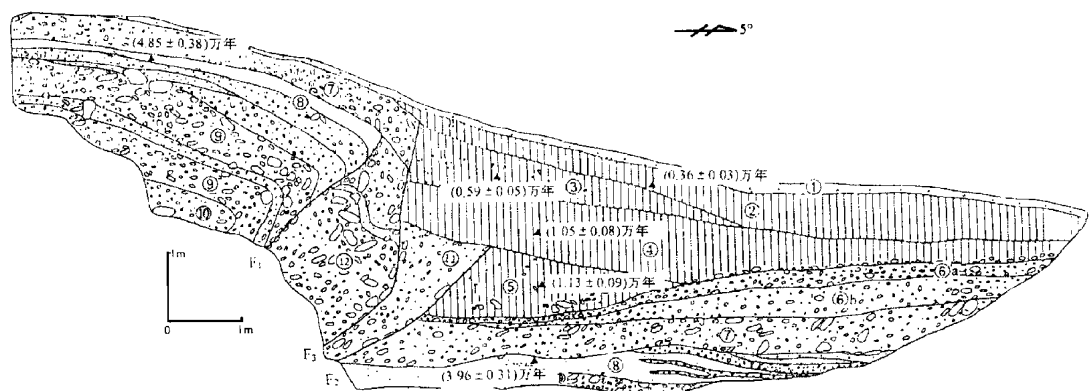 5°
(4.85±0.38)万年
⑦
⑧
⑨
⑨
⑩
F₁
⑫
⑪
F₃
F₂
①
(0.36±0.03)万年
(0.59±0.05)万年
③
②
(1.05±0.08)万年
④
⑤
(1.13±0.09)万年
⑥a
⑥b
⑦
⑧
(3.96±0.31)万年
1m
0
1m